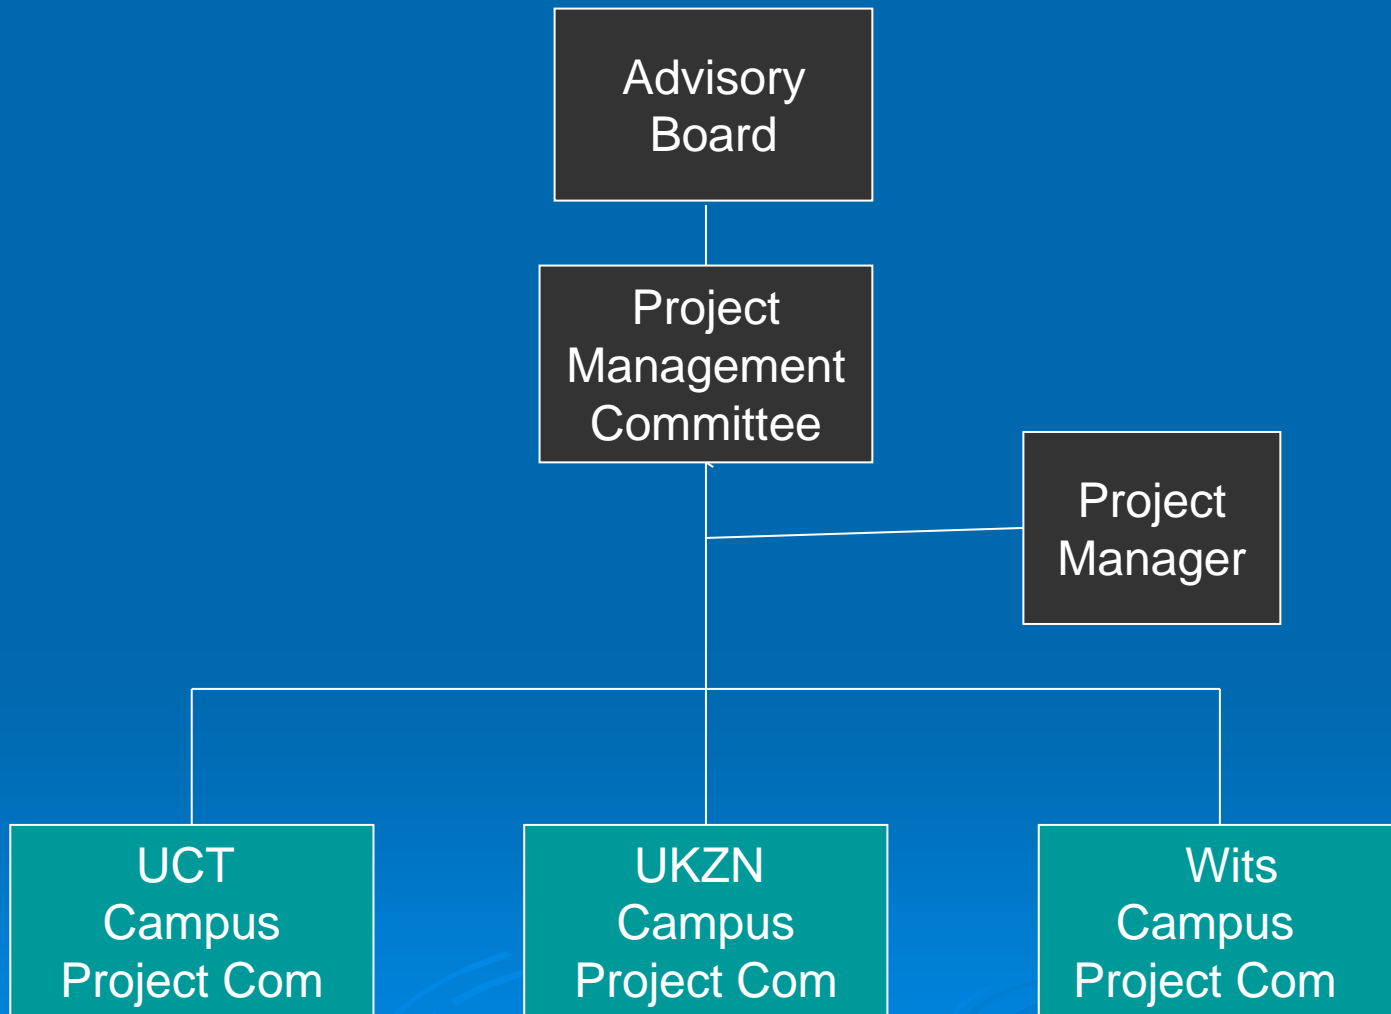 Advisory
Board
Project
Management
Committee
Project
Manager
UCT
Campus
Project Com
UKZN
Campus
Project Com
Wits
Campus
Project Com